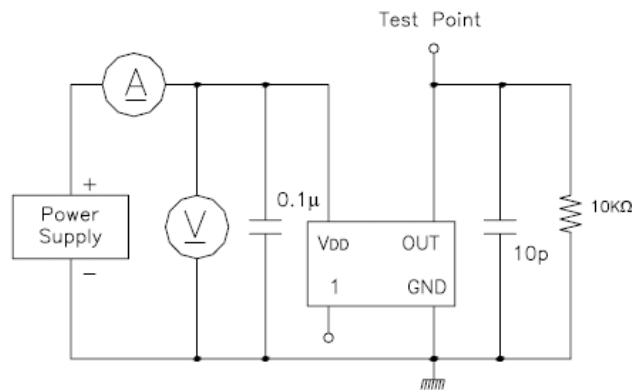 Test Point
A
+
Power
Supply
−
V
0.1μ
VDD
OUT
1
GND
10p
10KΩ